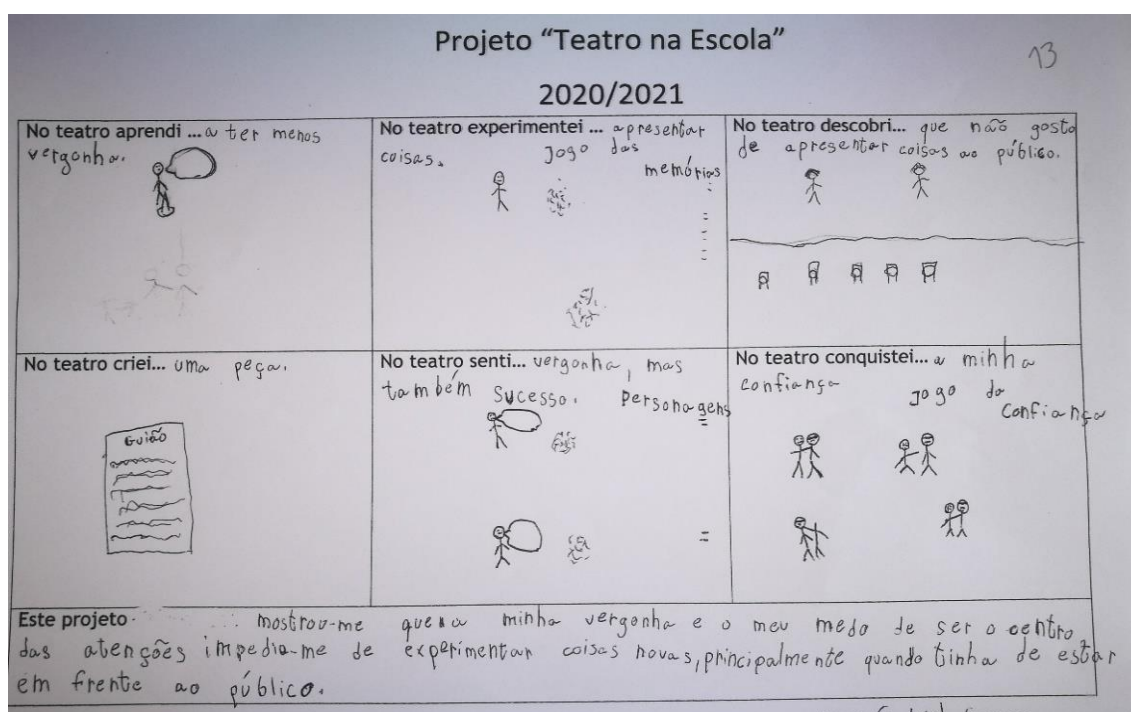 Projeto “Teatro na Escola”
13
2020/2021
No teatro aprendi ... a ter menos
vergonha.
No teatro experimentei ... apresentar
coisas. Jogo das
memórias
No teatro descobri... que não gosto
de apresentar coisas ao público.
No teatro criei... uma peça.
Guião
No teatro senti... vergonha, mas
também sucesso. Personagens
No teatro conquistei... a minha
confiança Jogo da
Confiança
Este projeto mostrou-me que a minha vergonha e o meu medo de ser o centro
das atenções impedia-me de experimentar coisas novas, principalmente quando tinha de estar
em frente ao público.